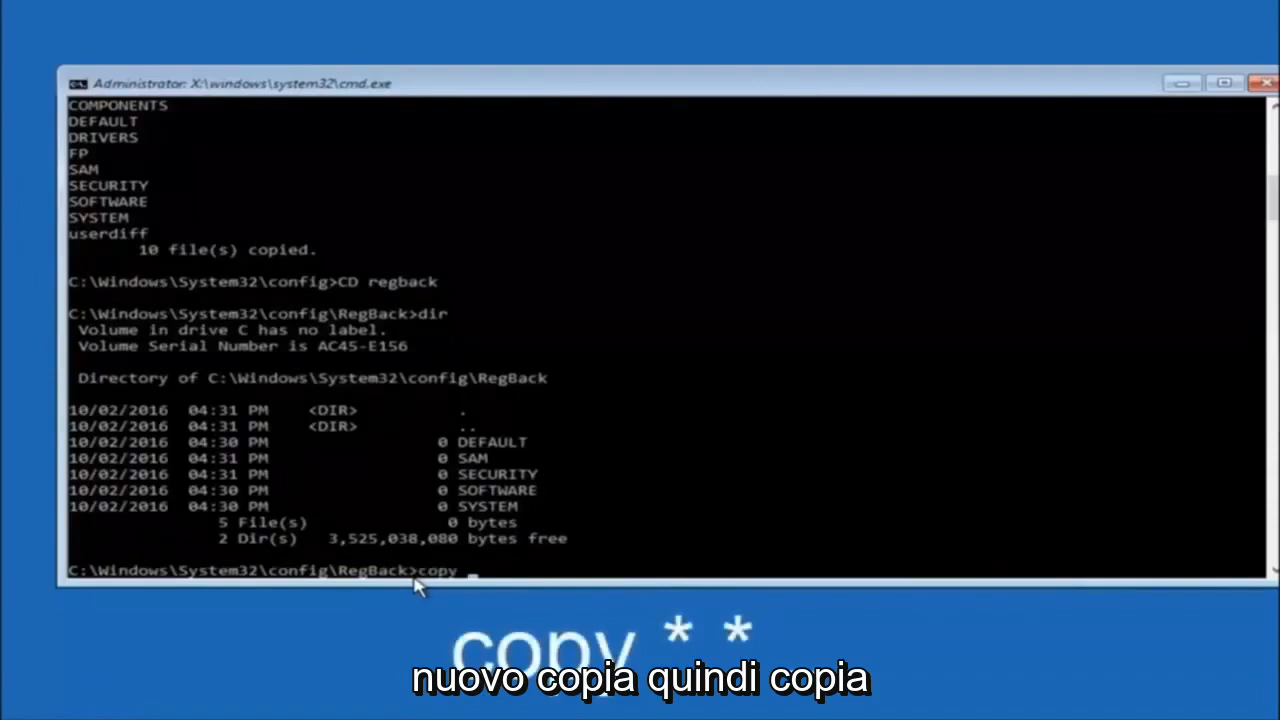 Administrator: X:\windows\system32\cmd.exe
COMPONENTS
DEFAULT
DRIVERS
FP
SAM
SECURITY
SOFTWARE
SYSTEM
userdiff
10 file(s) copied.
C:\Windows\System32\config>CD regback
C:\Windows\System32\config\RegBack>dir
Volume in drive C has no label.
Volume Serial Number is AC45-E156
Directory of C:\Windows\System32\config\RegBack
10/02/2016 04:31 PM <DIR> .
10/02/2016 04:31 PM <DIR> ..
10/02/2016 04:30 PM 0 DEFAULT
10/02/2016 04:31 PM 0 SAM
10/02/2016 04:31 PM 0 SECURITY
10/02/2016 04:30 PM 0 SOFTWARE
10/02/2016 04:30 PM 0 SYSTEM
5 File(s) 0 bytes
2 Dir(s) 3,525,038,080 bytes free
C:\Windows\System32\config\RegBack>copy _
copy * *
nuovo copia quindi copia